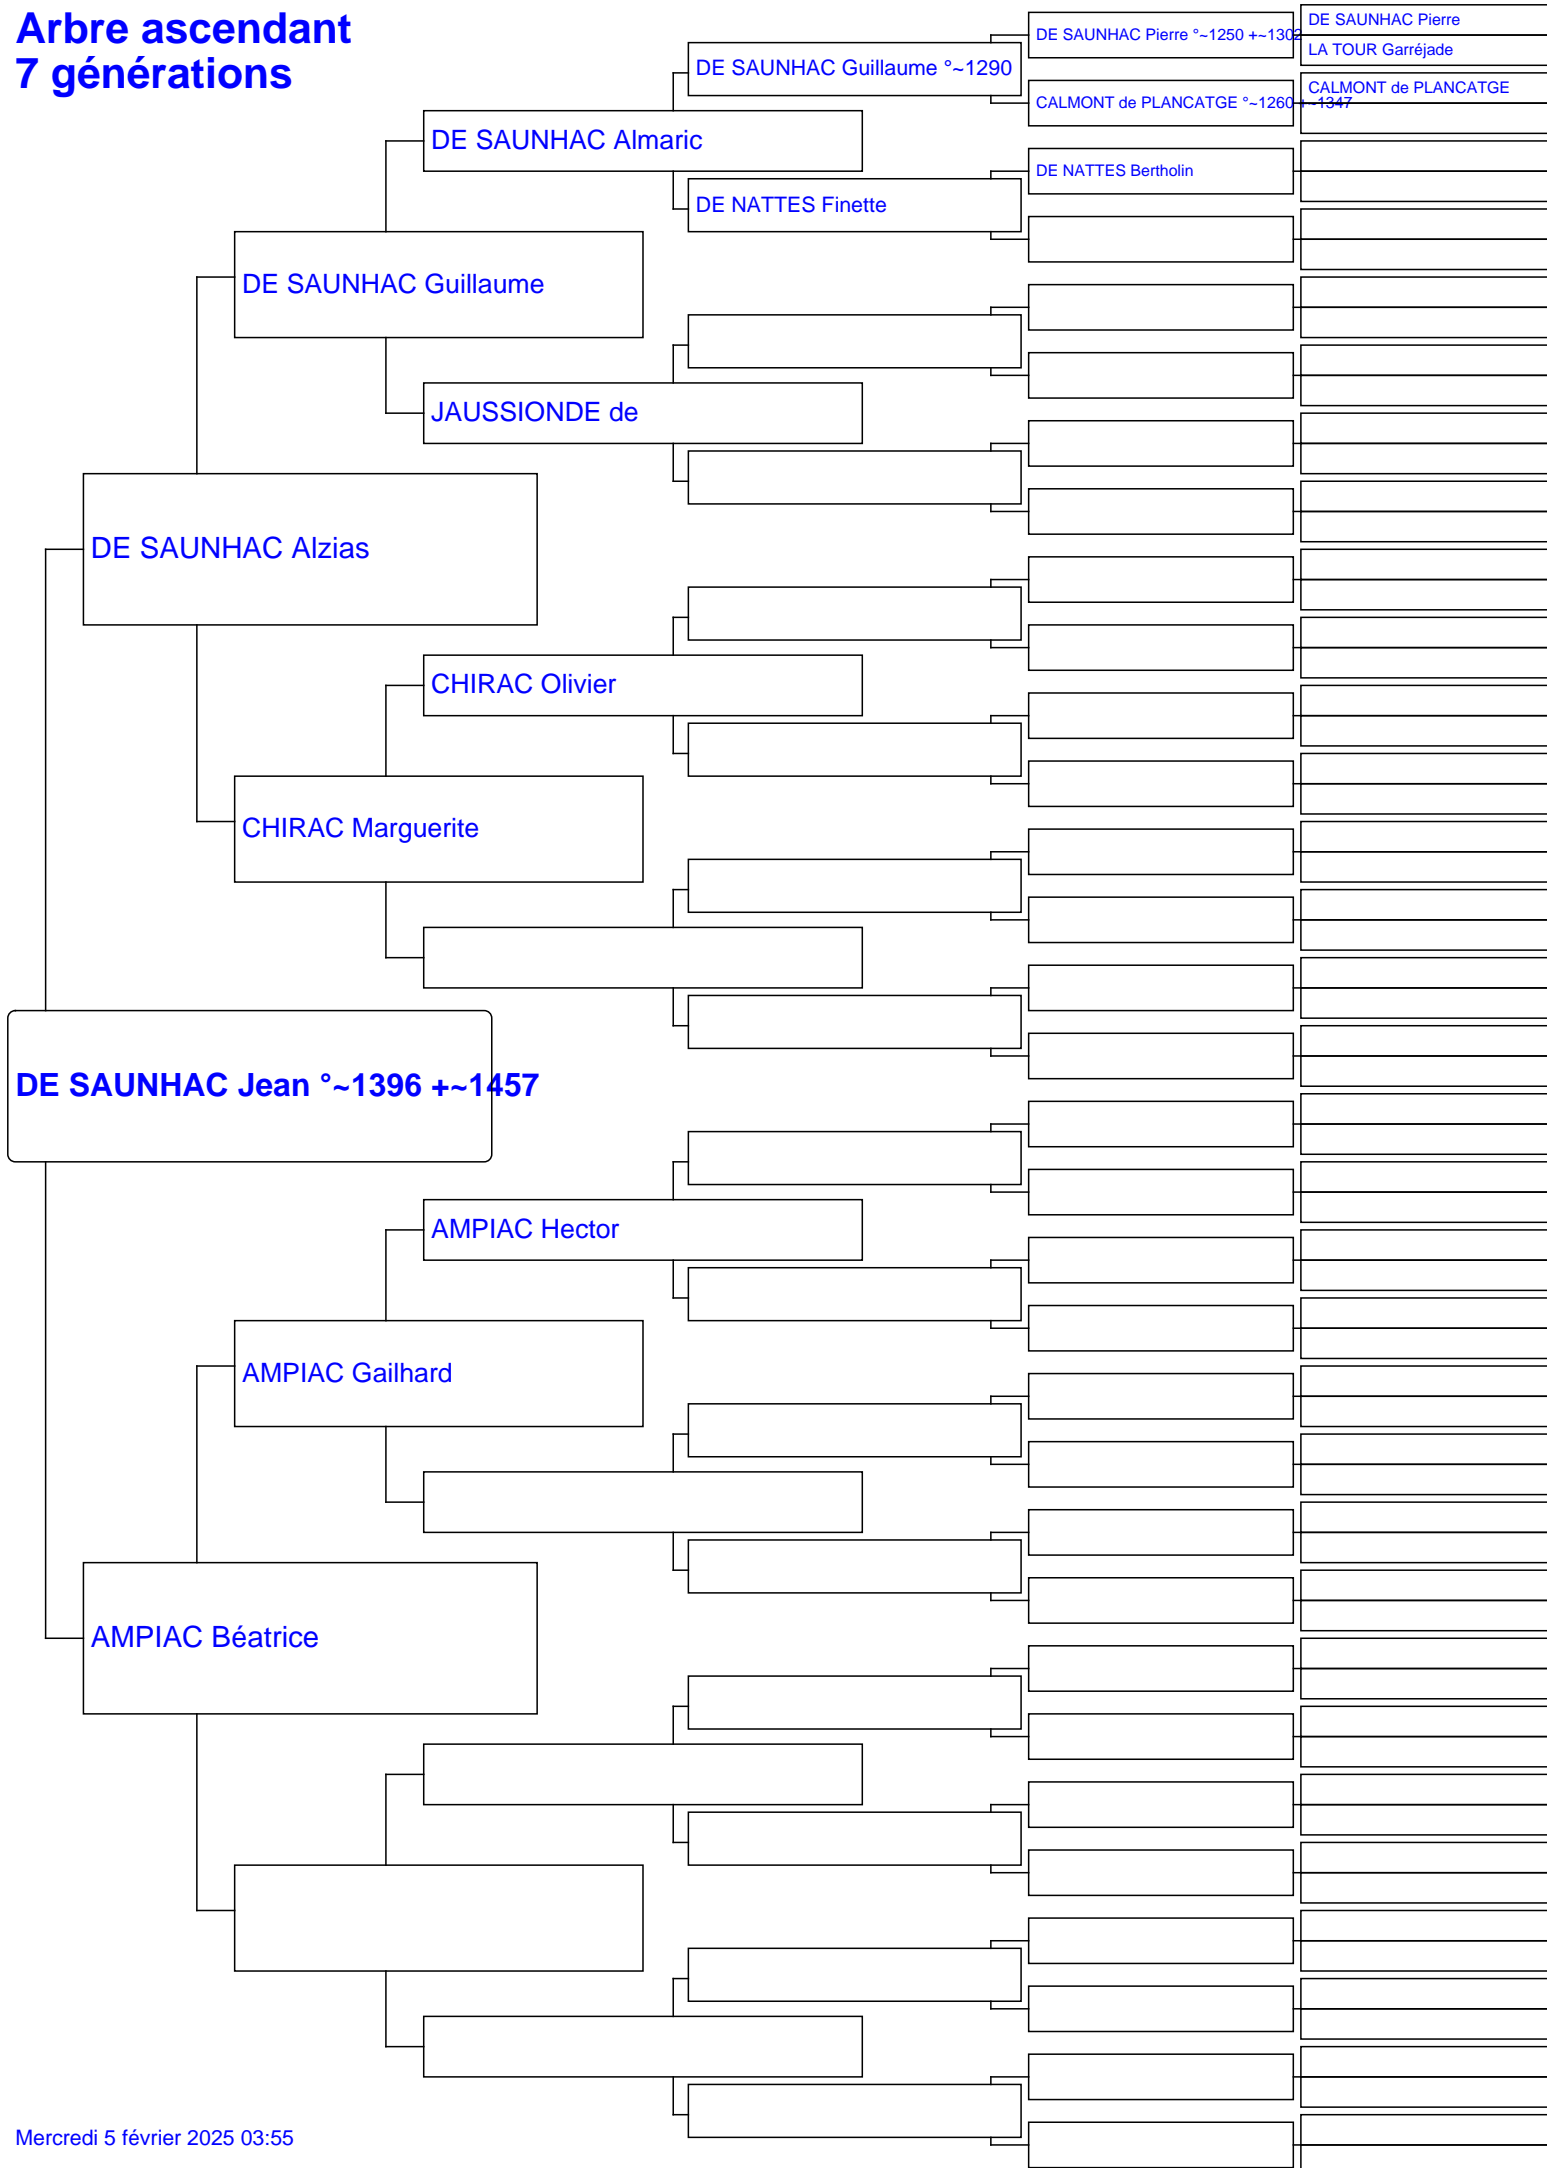 Arbre ascendant
7 générations
DE SAUNHAC Pierre
DE SAUNHAC Pierre °~1250 +~1302
LA TOUR Garréjade
DE SAUNHAC Guillaume °~1290
CALMONT de PLANCATGE
CALMONT de PLANCATGE °~1260 +~1347
DE SAUNHAC Almaric
DE NATTES Bertholin
DE NATTES Finette
DE SAUNHAC Guillaume
JAUSSIONDE de
DE SAUNHAC Alzias
CHIRAC Olivier
CHIRAC Marguerite
DE SAUNHAC Jean °~1396 +~1457
AMPIAC Hector
AMPIAC Gailhard
AMPIAC Béatrice
Mercredi 5 février 2025 03:55